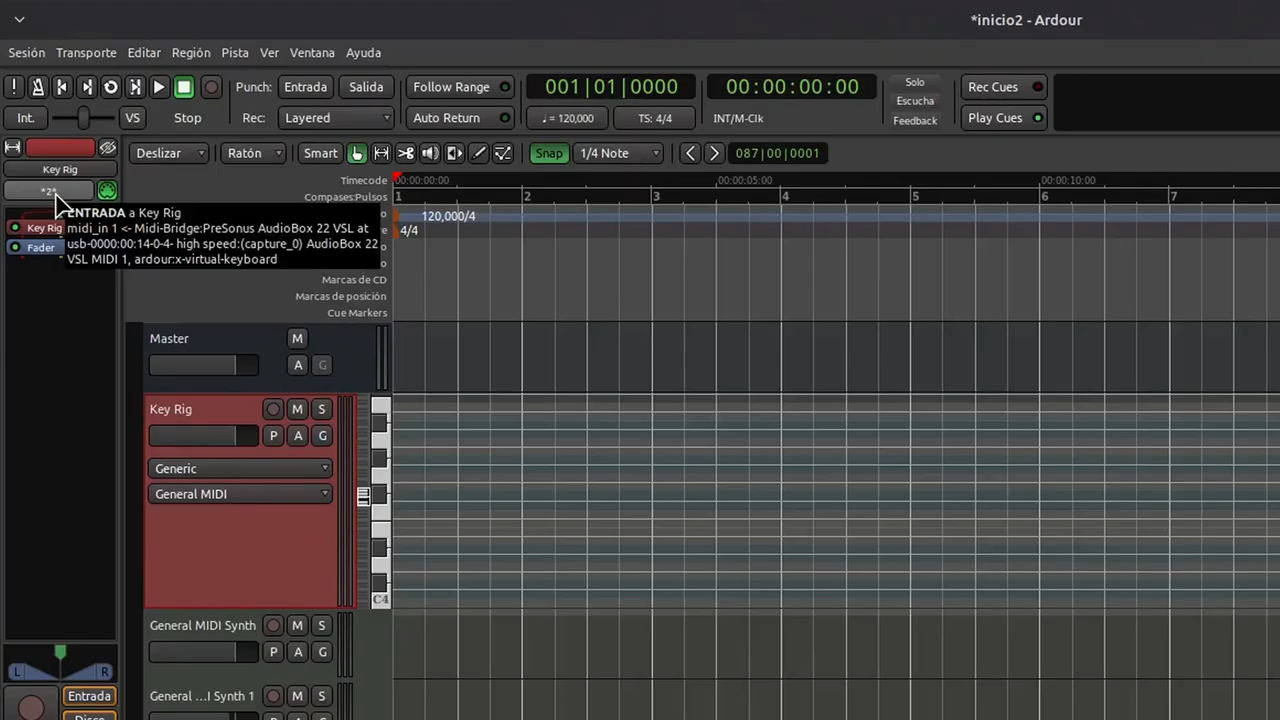 *inicio2 - Ardour
Sesión Transporte Editar Región Pista Ver Ventana Ayuda
! Punch: Entrada Salida Follow Range 001|01|0000 00:00:00:00 Solo Rec Cues
Escucha
Int. VS Stop Rec: Layered Auto Return ♩= 120,000 TS: 4/4 INT/M-Clk Feedback Play Cues
Deslizar Ratón Smart Snap 1/4 Note 087|00|0001
Key Rig
Timecode 00:00:00:00 00:00:05:00 00:00:10:00
*2* Compases:Pulsos 1 2 3 4 5 6 7
ENTRADA a Key Rig 120,000/4
Key Rig midi_in 1 <- Midi-Bridge:PreSonus AudioBox 22 VSL at 4/4
Fader usb-0000:00:14-0-4- high speed:(capture_0) AudioBox 22
VSL MIDI 1, ardour:x-virtual-keyboard
Marcas de CD
Marcas de posición
Cue Markers
Master M
A G
Key Rig M S
P A G
Generic
General MIDI
C4
General MIDI Synth M S
P A G
L R
Entrada General ...I Synth 1 M S
Disco